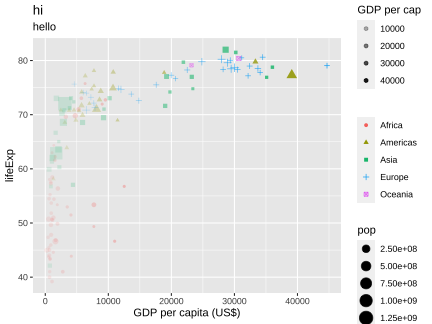 hi
hello
lifeExp
80
70
60
50
40
0
10000
20000
30000
40000
GDP per capita (US$)
GDP per cap
10000
20000
30000
40000
Africa
Americas
Asia
Europe
Oceania
pop
2.50e+08
5.00e+08
7.50e+08
1.00e+09
1.25e+09